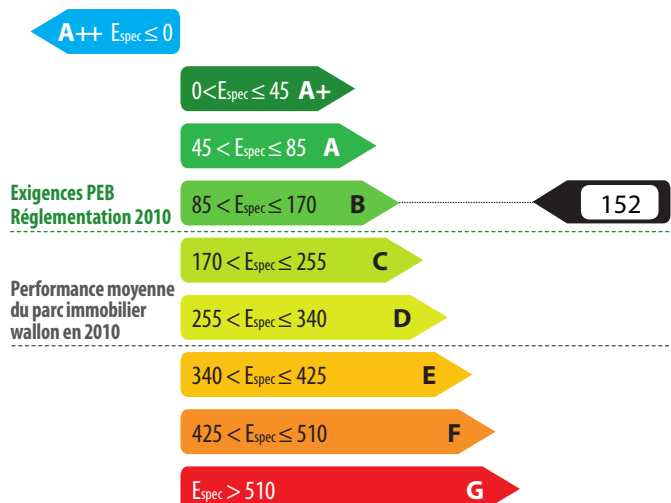 A++ Espec ≤ 0
0<Espec ≤ 45 A+
45 < Espec ≤ 85 A
Exigences PEB
Réglementation 2010
85 < Espec ≤ 170 B
152
170 < Espec ≤ 255 C
Performance moyenne
du parc immobilier
wallon en 2010
255 < Espec ≤ 340 D
340 < Espec ≤ 425 E
425 < Espec ≤ 510 F
Espec > 510 G